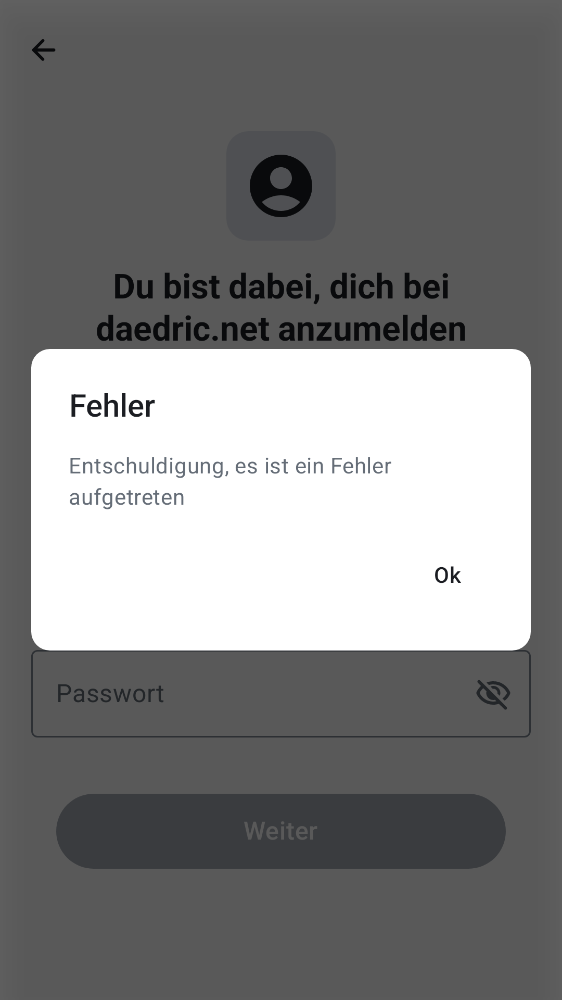 Du bist dabei, dich bei
daedric.net anzumelden
Fehler
Entschuldigung, es ist ein Fehler
aufgetreten
Ok
Passwort
Weiter